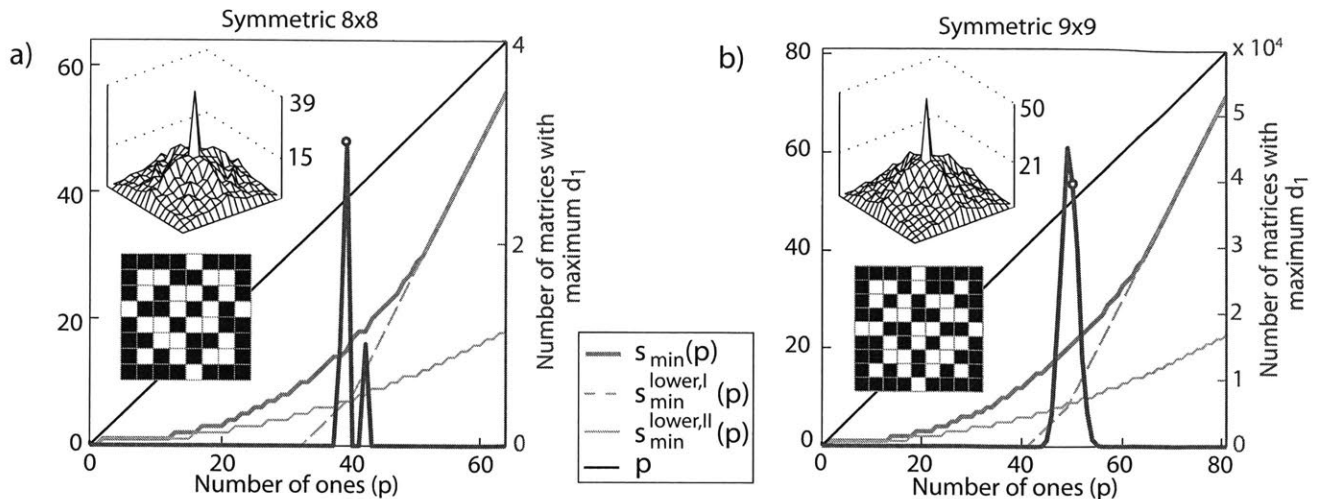 Symmetric 8x8
a)
60
40
20
0
0
20
40
60
Number of ones (p)
4
2
0
Number of matrices with
maximum d₁
39
15
s min(p)
s lower,I min (p)
s lower,II min (p)
p
Symmetric 9x9
b)
80
60
40
20
0
0
20
40
60
80
Number of ones (p)
x 10⁴
5
4
3
2
1
0
Number of matrices with
maximum d₁
50
21